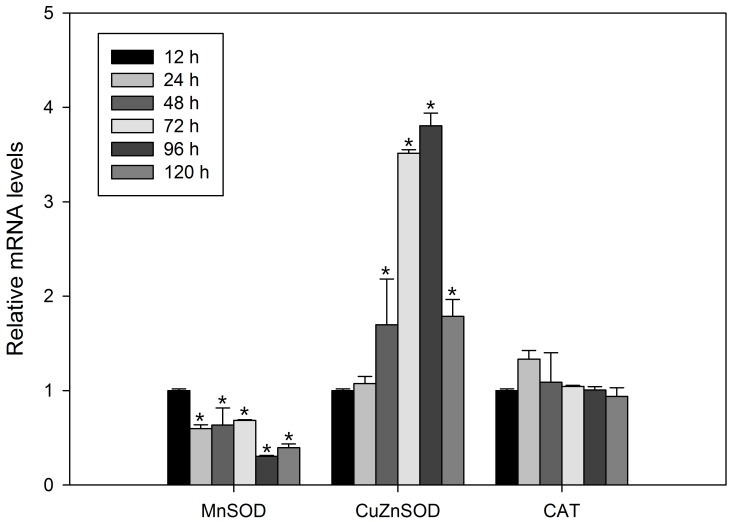 Relative mRNA levels
5
4
3
2
1
0
12 h
24 h
48 h
72 h
96 h
120 h
* * * * *
* * * *
MnSOD CuZnSOD CAT